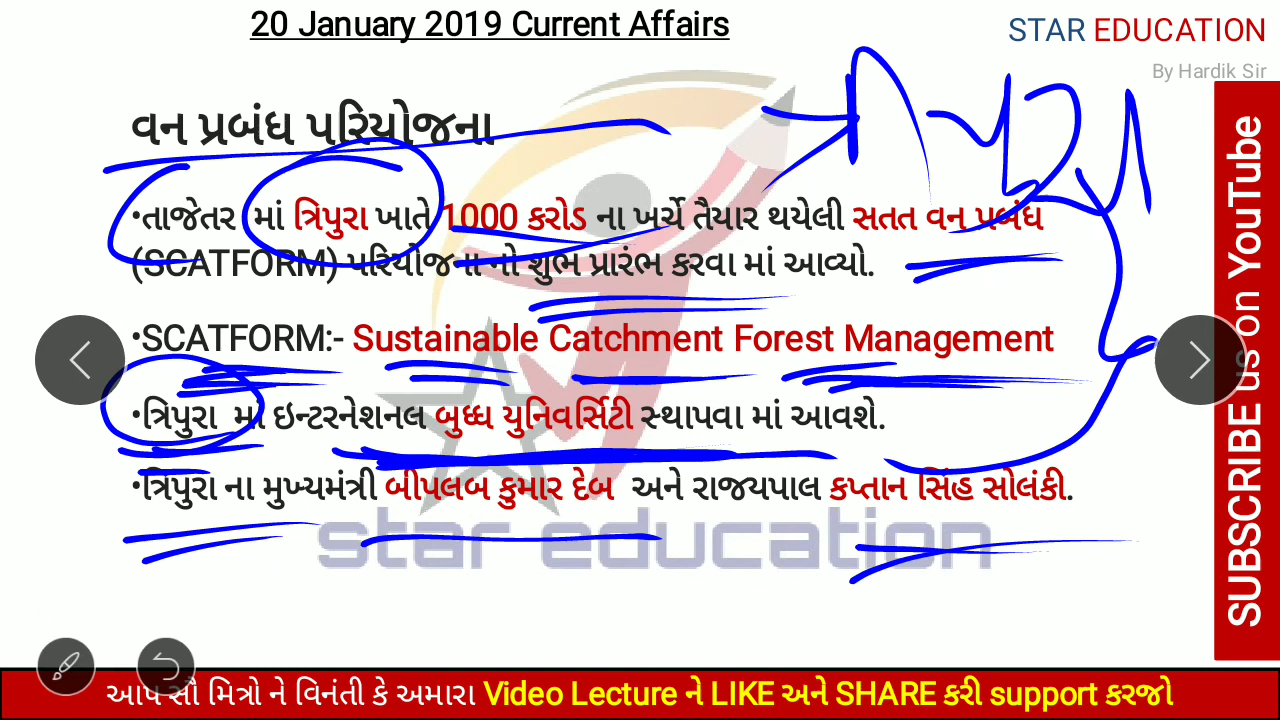 20 January 2019 Current Affairs
STAR EDUCATION
By Hardik Sir
વન પ્રબંધ પરિયોજના
•તાજેતર માં ત્રિપુરા ખાતે 1000 કરોડ ના ખર્ચે તૈયાર થયેલી સતત વન પ્રબંધ
(SCATFORM) પરિયોજના નો શુભ પ્રારંભ કરવા માં આવ્યો.
•SCATFORM:- Sustainable Catchment Forest Management
•ત્રિપુરા માં ઇન્ટરનેશનલ બુધ્ધ યુનિવર્સિટી સ્થાપવા માં આવશે.
•ત્રિપુરા ના મુખ્યમંત્રી બીપલબ કુમાર દેબ અને રાજ્યપાલ કપ્તાન સિંહ સોલંકી.
star education
SUBSCRIBE us on YouTube
આપ સૌ મિત્રો ને વિનંતી કે અમારા Video Lecture ને LIKE અને SHARE કરી support કરજો